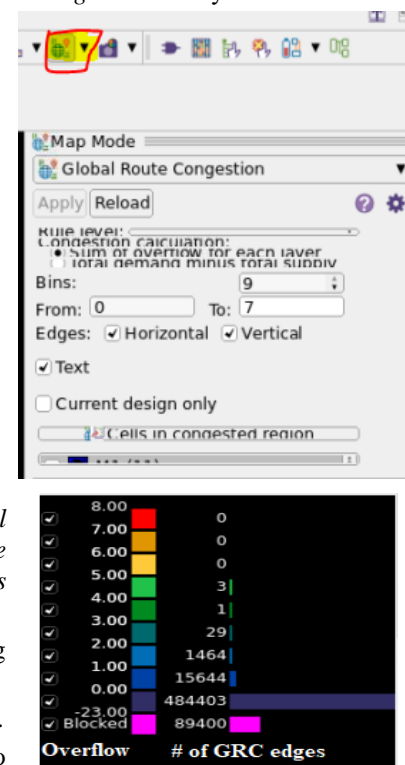 Map Mode
Global Route Congestion
Apply Reload
Rule level:
Congestion calculation:
Sum of overflow for each layer
Total demand minus total supply
Bins: 9
From: 0 To: 7
Edges: Horizontal Vertical
Text
Current design only
Cells in congested region
8.00
0
7.00
0
6.00
0
5.00
3
4.00
1
3.00
29
2.00
1464
1.00
15644
0.00
484403
-23.00
Blocked 89400
Overflow # of GRC edges